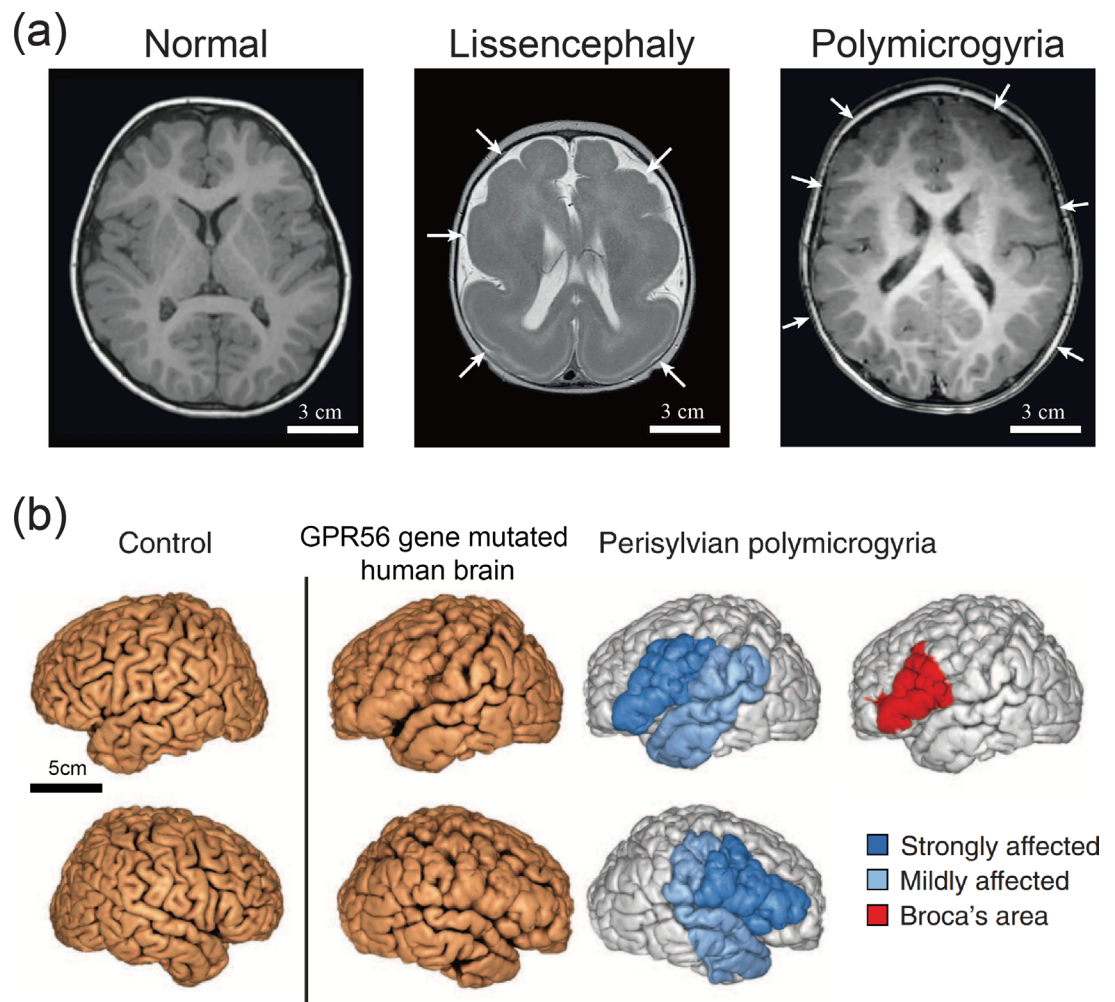 (a)
Normal
Lissencephaly
Polymicrogyria
3 cm
3 cm
3 cm
(b)
Control
GPR56 gene mutated
human brain
Perisylvian polymicrogyria
5cm
Strongly affected
Mildly affected
Broca's area